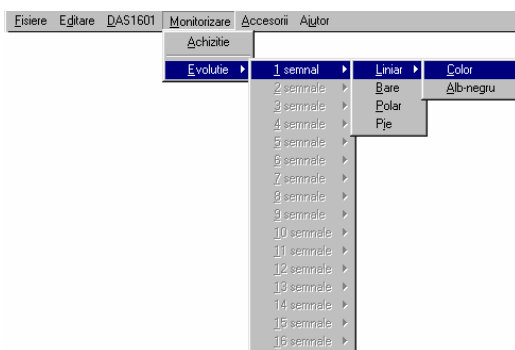 Fisiere Editare DAS1601 Monitorizare Accesorii Ajutor
Achizitie
Evolutie 1 semnal Liniar Color
2 semnale Bare Alb-negru
3 semnale Polar
4 semnale Pie
5 semnale
6 semnale
7 semnale
8 semnale
9 semnale
10 semnale
11 semnale
12 semnale
13 semnale
14 semnale
15 semnale
16 semnale